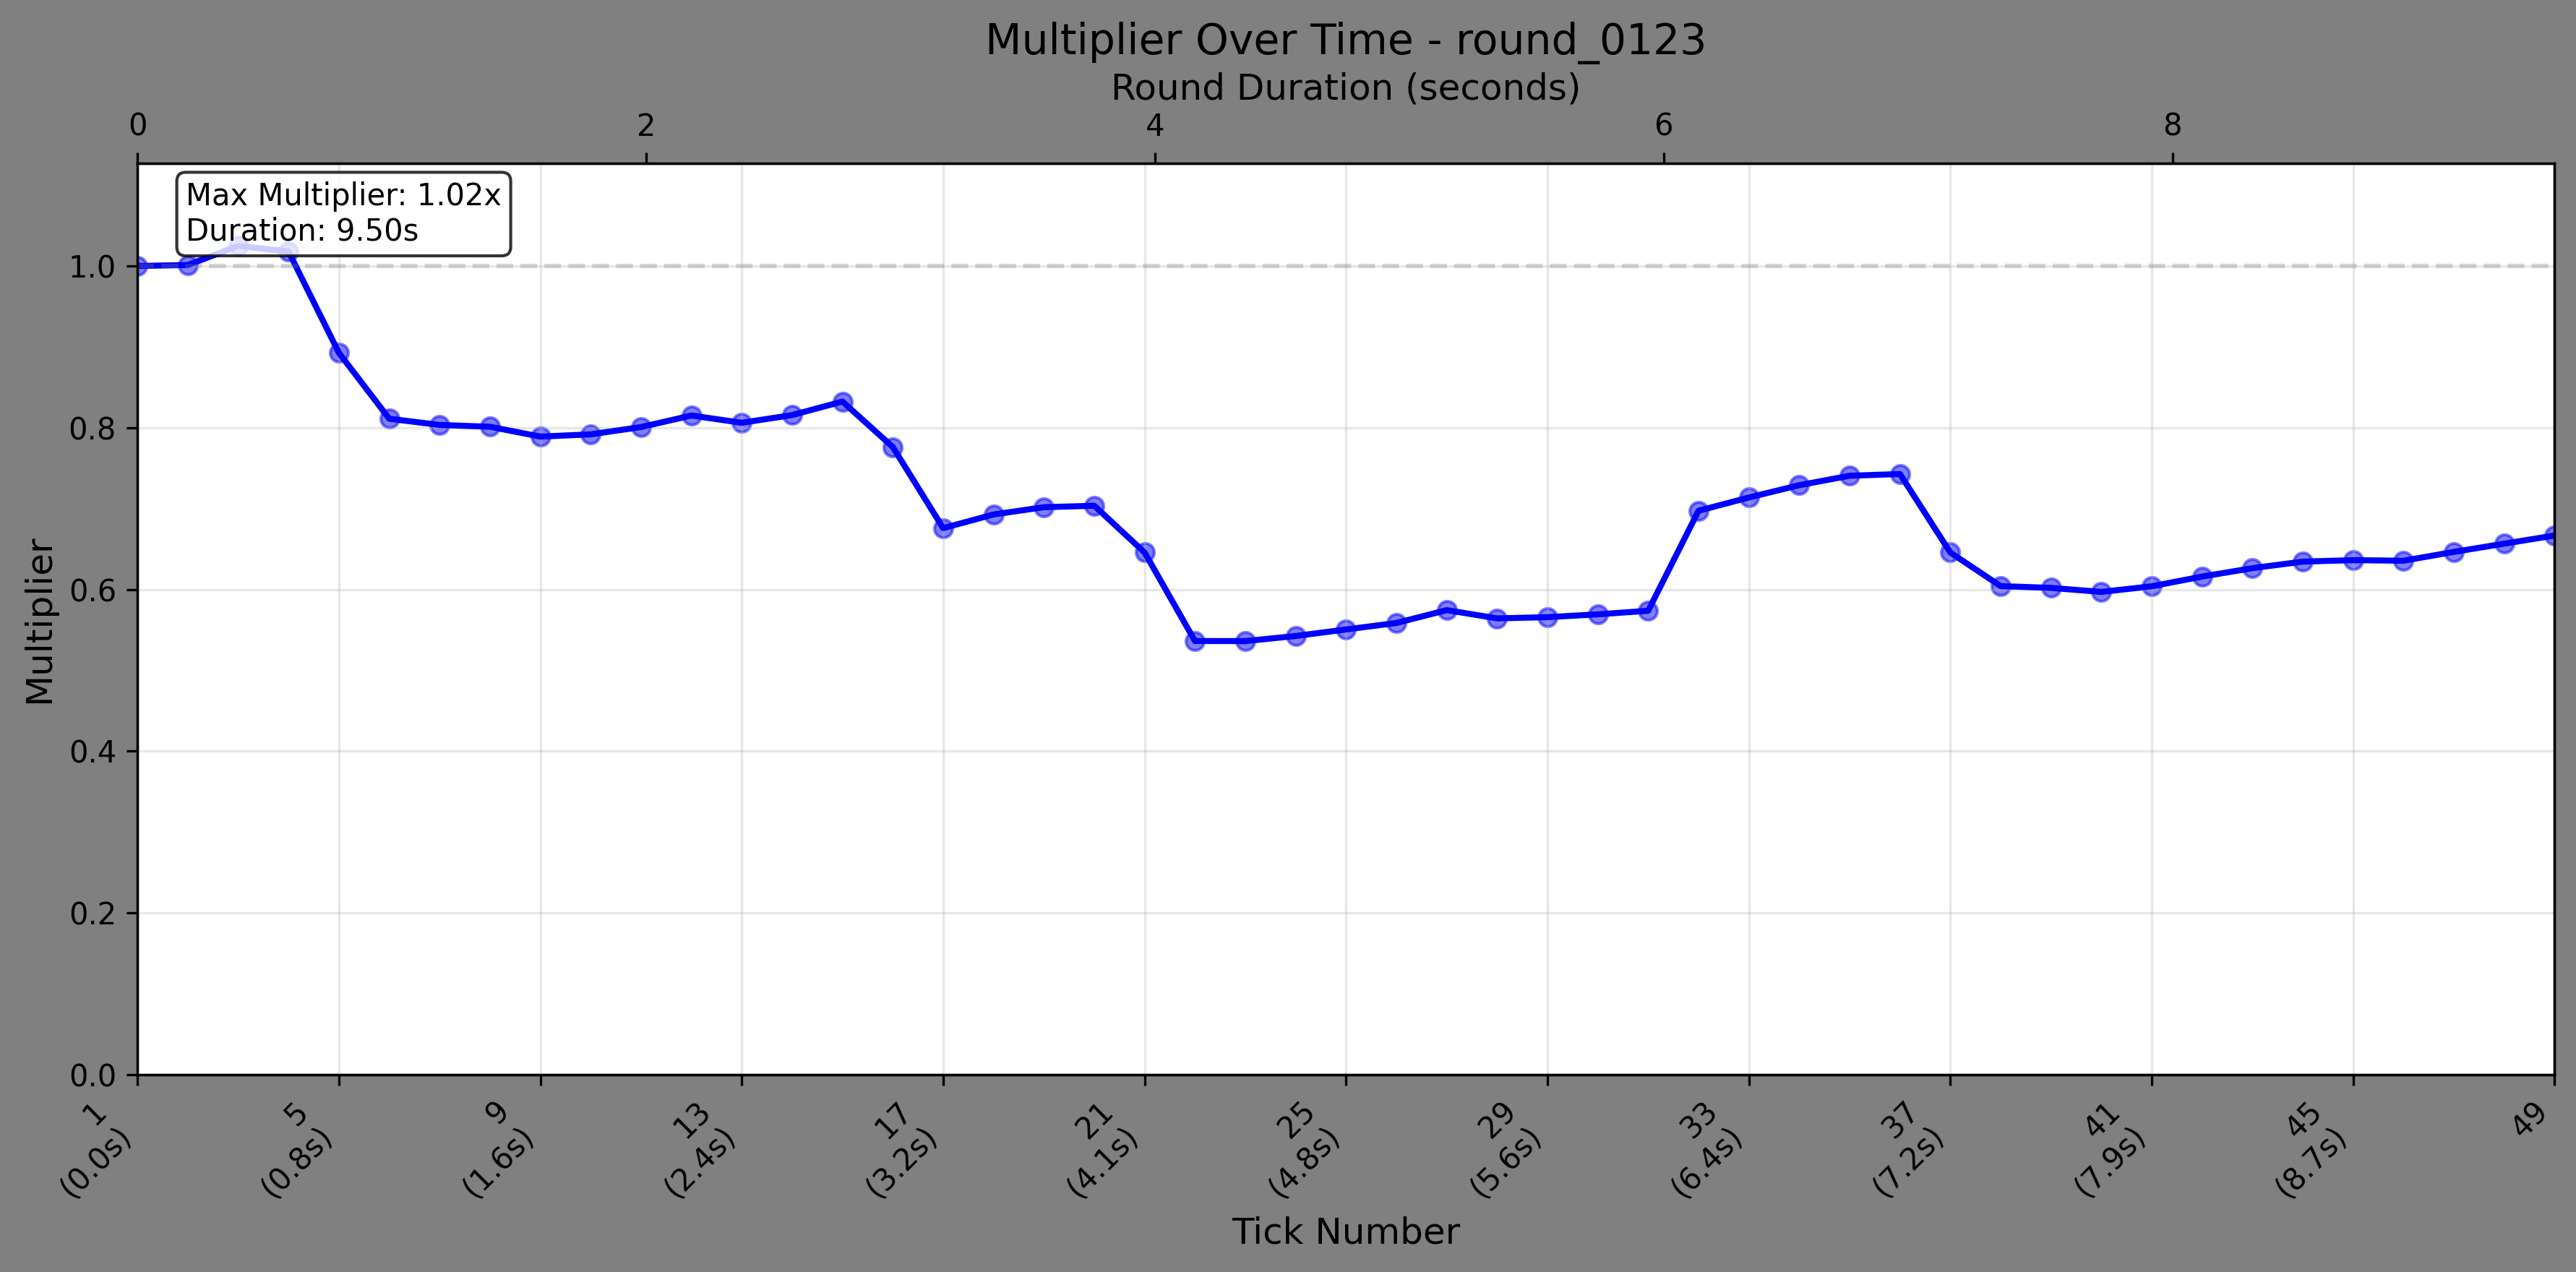 Multiplier Over Time - round_0123
Round Duration (seconds)
0 2 4 6 8
Max Multiplier: 1.02x
Duration: 9.50s
Multiplier
1.0
0.8
0.6
0.4
0.2
0.0
1
(0.0s)
5
(0.8s)
9
(1.6s)
13
(2.4s)
17
(3.2s)
21
(4.1s)
25
(4.8s)
29
(5.6s)
33
(6.4s)
37
(7.2s)
41
(7.9s)
45
(8.7s)
49
Tick Number